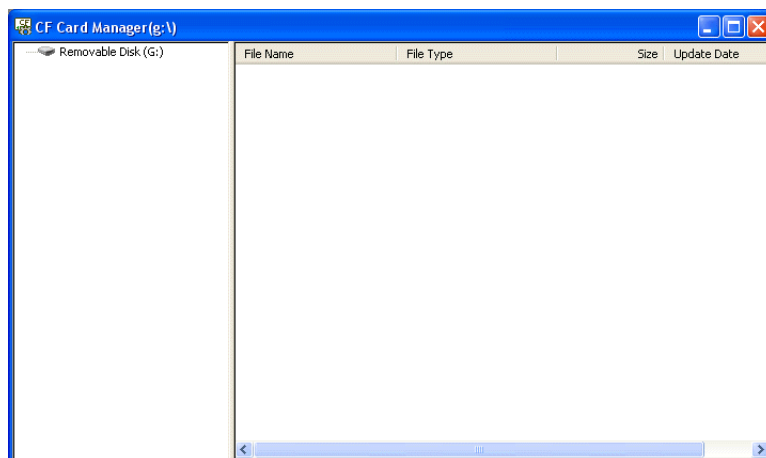 CF Card Manager(g:\)
Removable Disk (G:)
File Name File Type Size Update Date